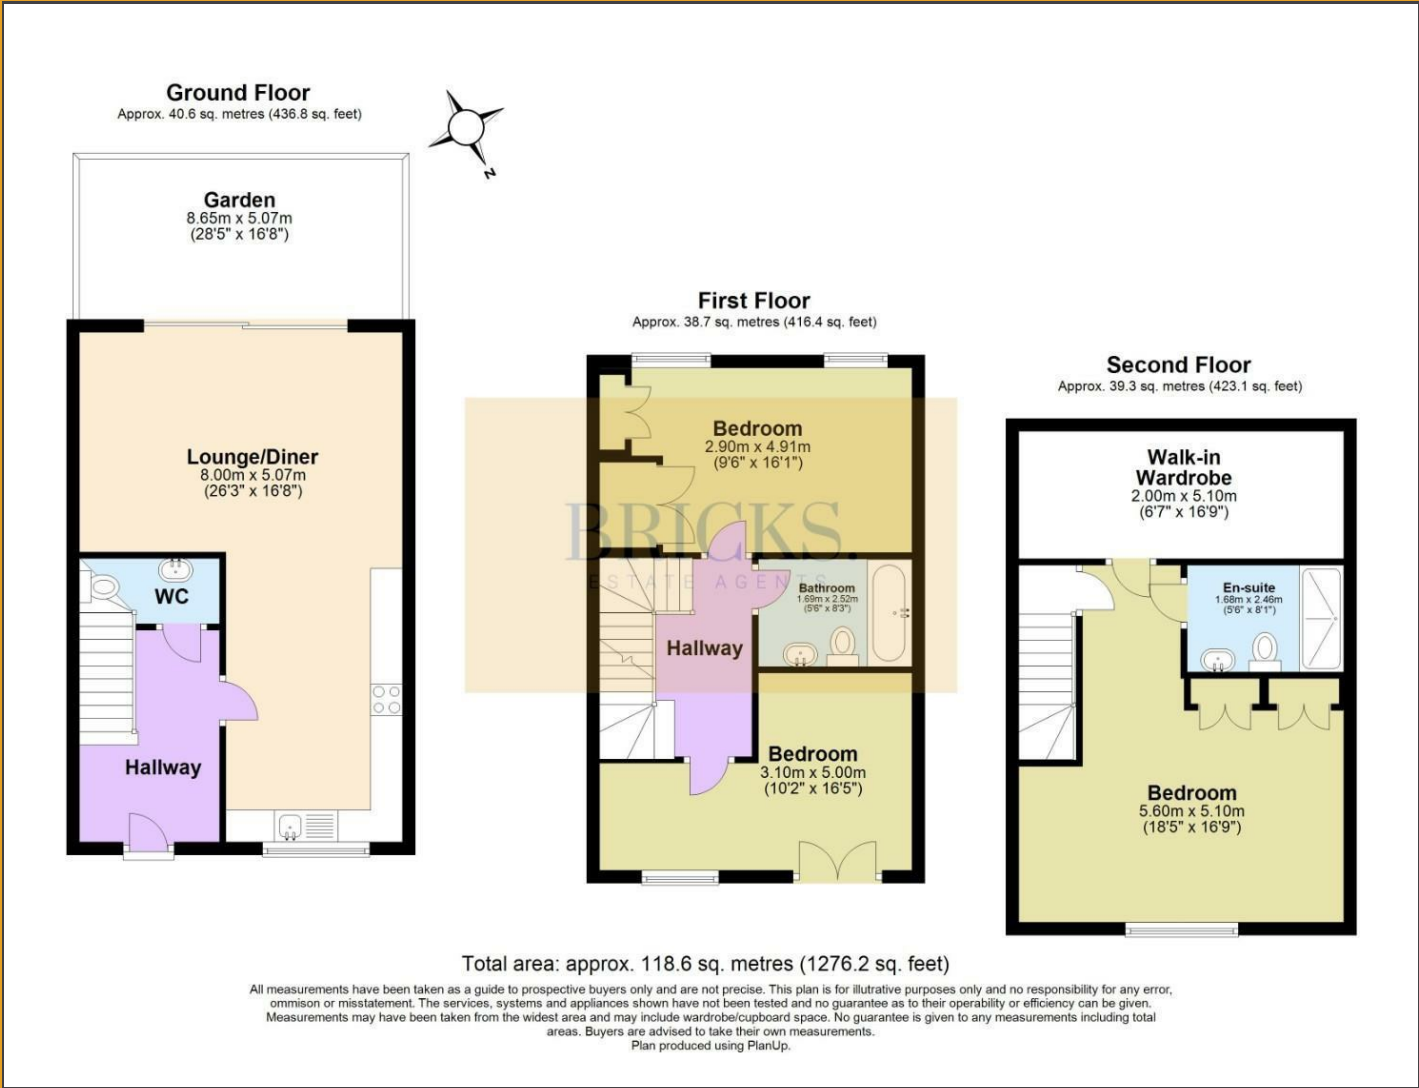 Ground Floor
Approx. 40.6 sq. metres (436.8 sq. feet)
N
Garden
8.65m x 5.07m
(28'5" x 16'8")
Lounge/Diner
8.00m x 5.07m
(26'3" x 16'8")
WC
Hallway
First Floor
Approx. 38.7 sq. metres (416.4 sq. feet)
Bedroom
2.90m x 4.91m
(9'6" x 16'1")
BRICKS.
ESTATE AGENTS
Bathroom
1.69m x 2.52m
(5'6" x 8'3")
Hallway
Bedroom
3.10m x 5.00m
(10'2" x 16'5")
Second Floor
Approx. 39.3 sq. metres (423.1 sq. feet)
Walk-in
Wardrobe
2.00m x 5.10m
(6'7" x 16'9")
En-suite
1.68m x 2.46m
(5'6" x 8'1")
Bedroom
5.60m x 5.10m
(18'5" x 16'9")
Total area: approx. 118.6 sq. metres (1276.2 sq. feet)
All measurements have been taken as a guide to prospective buyers only and are not precise. This plan is for illutrative purposes only and no responsibility for any error,
ommison or misstatement. The services, systems and appliances shown have not been tested and no guarantee as to their operability or efficiency can be given.
Measurements may have been taken from the widest area and may include wardrobe/cupboard space. No guarantee is given to any measurements including total
areas. Buyers are advised to take their own measurements.
Plan produced using PlanUp.